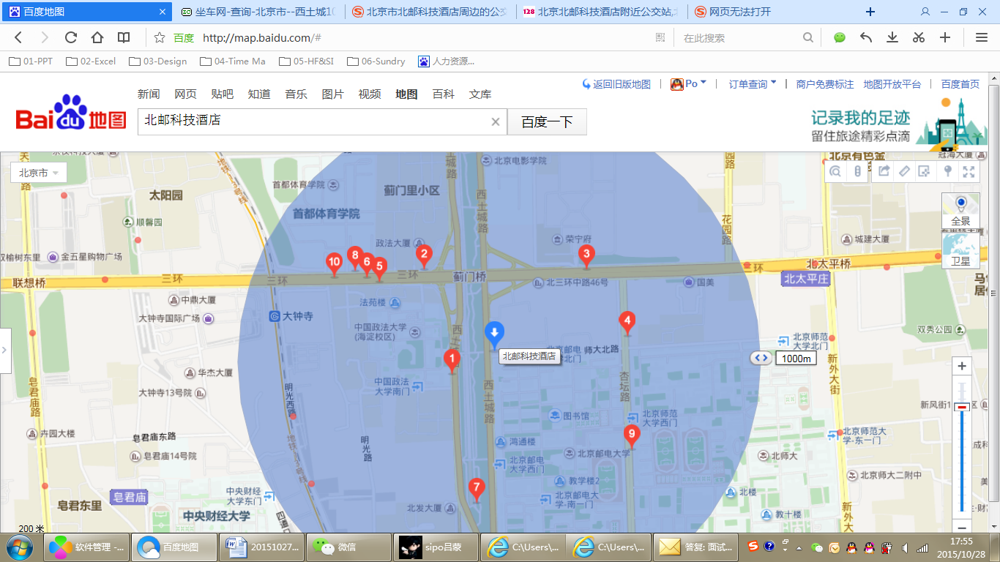 百度地图
坐车网-查询-北京市--西土城10
北京市北邮科技酒店周边的公交
128 北京北邮科技酒店附近公交站,北
网页无法打开
百度 http://map.baidu.com/#
在此搜索
01-PPT 02-Excel 03-Design 04-Time Ma 05-HF&SI 06-Sundry 人力资源...
返回旧版地图 Po 订单查询 商户免费标注 地图开放平台 百度首页
新闻 网页 贴吧 知道 音乐 图片 视频 地图 百科 文库
Bai du 地图
北邮科技酒店
百度一下
记录我的足迹
留住旅途精彩点滴
北京市
北京电影学院
北京有色金
冠海大厦
首都体育学院
蓟门里小区
太阳园
首都体育学院
顺馨园
西土城路
花园路
全景
政法大厦
荣宁府
城建大厦
双榆树东里
金五星购物广场
10 8 6 5 2 3
卫星
联想桥
三环
三环
三环
蓟门桥
北三环中路46号
国美
三环
北太平桥
北太平庄
中鼎大厦
法苑楼
大钟寺国际广场
大钟寺
中国政法大学
(海淀校区)
4
双秀公园
北京师范
大学北门
师大北路
北邮科技酒店
1
1000m
皂君庙路
华杰大厦
大钟寺13号院
明光西路
中国政法
大学南门
西土城路
杏坛路
新外大街
新风街1
图书馆
北京师范
大学西门
卉园大楼
皂君庙东路
明光路
鸿通楼
9
北京师范大
学-东一门
皂君庙14号院
地铁13号线
北京邮电
大学西门
北京邮电大学
北师大
7
教学楼2
北京师大二附中
皂君庙
皂君东里
中央财经
大学东门
中央财经大学
北发大厦
北京邮电大
学-南一门
北楼
教十楼
新外
200 米
软件管理 -...
百度地图
20151027...
微信
sipo吕蒙
C:\Users\...
C:\Users\...
答复: 面试...
17:55
2015/10/28